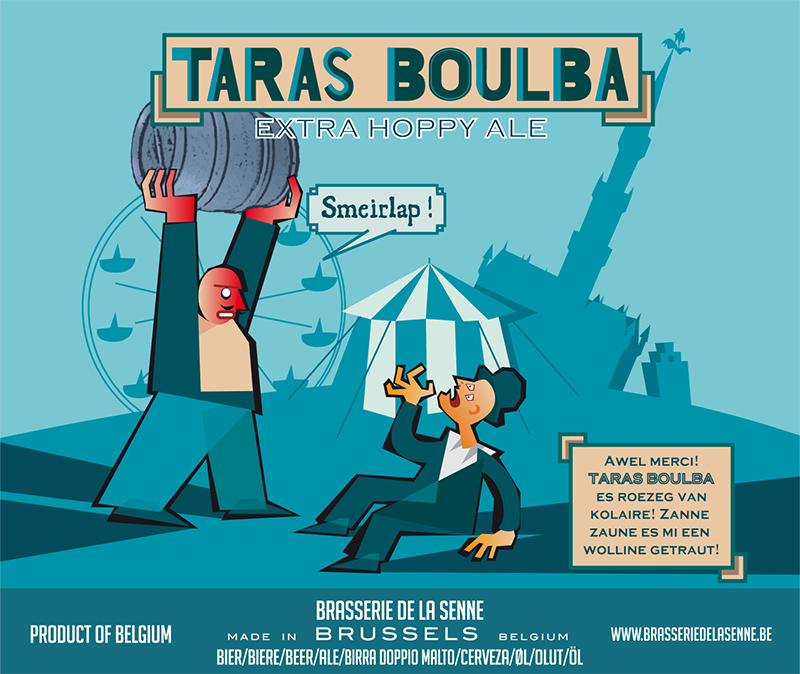 TARAS BOULBA
EXTRA HOPPY ALE
Smeirlap !
AWEL MERCI!
TARAS BOULBA
ES ROEZEG VAN
KOLAIRE! ZANNE
ZAUNE ES MI EEN
WOLLINE GETRAUT!
BRASSERIE DE LA SENNE
PRODUCT OF BELGIUM
MADE IN BRUSSELS BELGIUM
WWW.BRASSERIEDELASENNE.BE
BIER/BIERE/BEER/ALE/BIRRA DOPPIO MALTO/CERVEZA/ØL/OLUT/ÖL